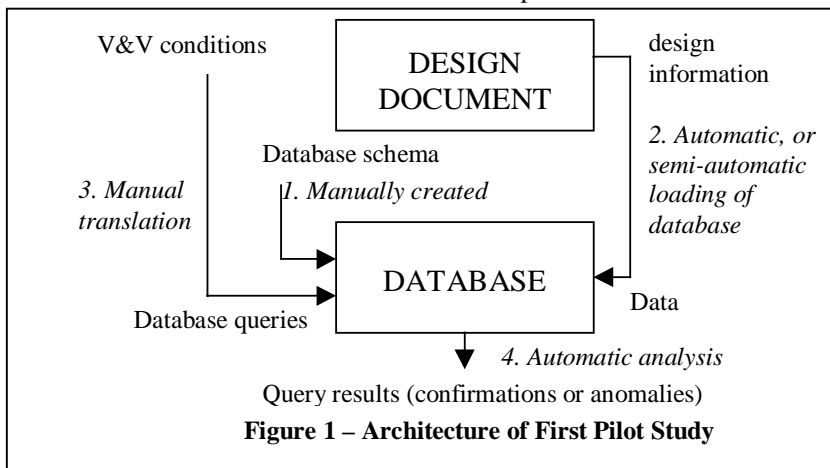 V&V conditions
DESIGN
DOCUMENT
design
information
2. Automatic, or
semi-automatic
loading of
database
Database schema
1. Manually created
3. Manual
translation
DATABASE
Data
Database queries
4. Automatic analysis
Query results (confirmations or anomalies)
Figure 1 – Architecture of First Pilot Study